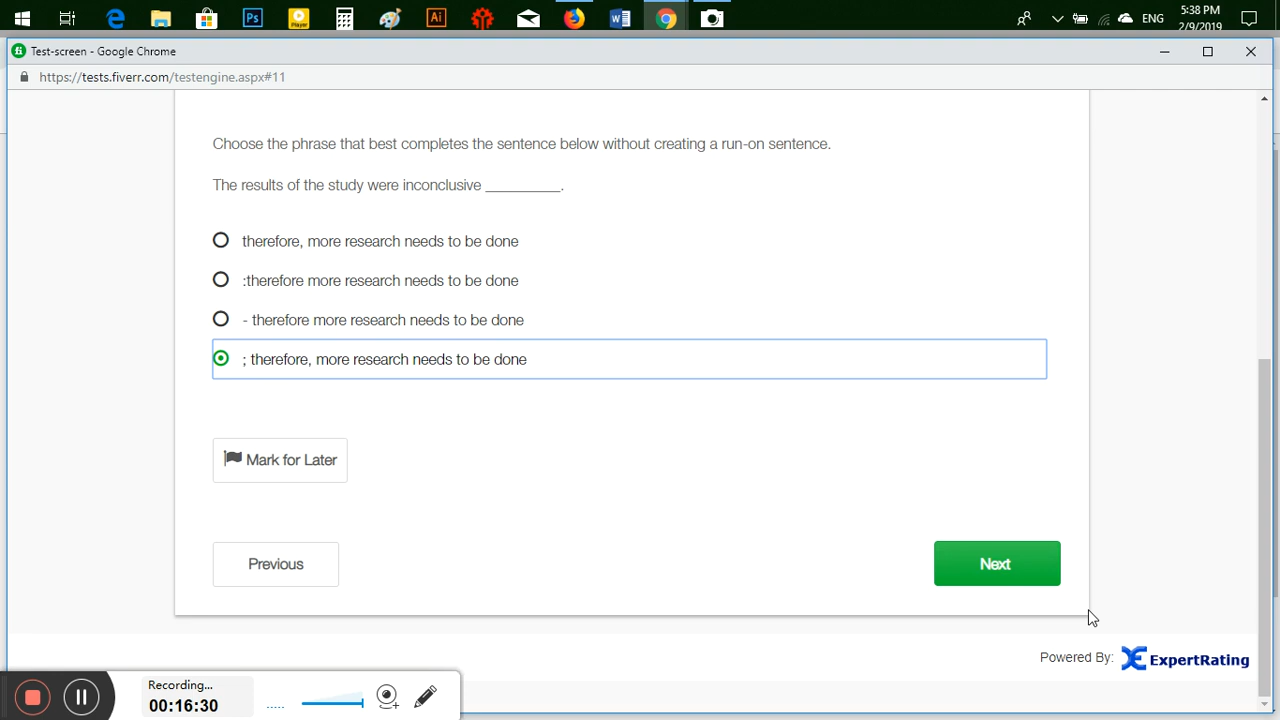 5:38 PM
ENG
2/9/2019
Ps
Player
Ai
Test-screen - Google Chrome
https://tests.fiverr.com/testengine.aspx#11
Choose the phrase that best completes the sentence below without creating a run-on sentence.
The results of the study were inconclusive __________.
therefore, more research needs to be done
:therefore more research needs to be done
- therefore more research needs to be done
; therefore, more research needs to be done
Mark for Later
Previous
Next
Powered By: ExpertRating
Recording...
00:16:30